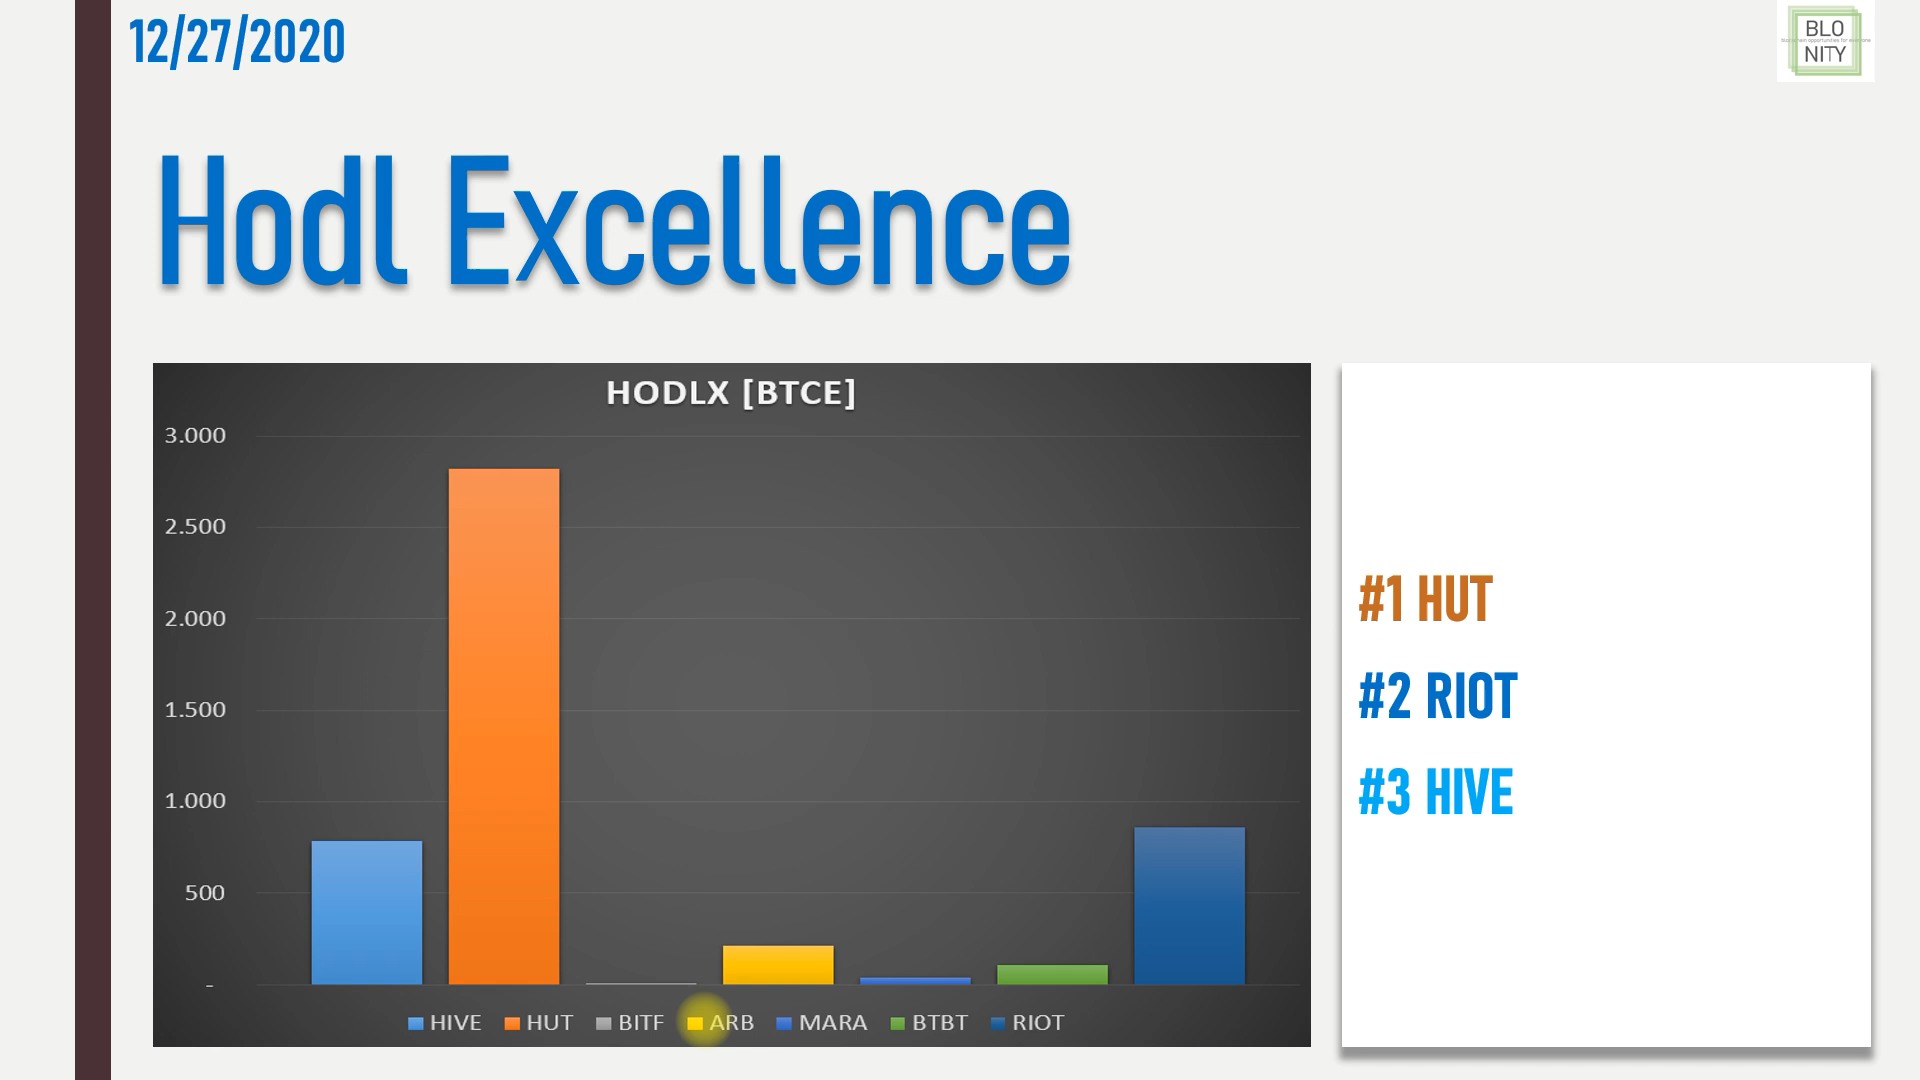 12/27/2020
BLO
NITY
Hodl Excellence
HODLX [BTCE]
3.000
2.500
2.000
1.500
1.000
500
-
HIVE HUT BITF ARB MARA BTBT RIOT
#1 HUT
#2 RIOT
#3 HIVE